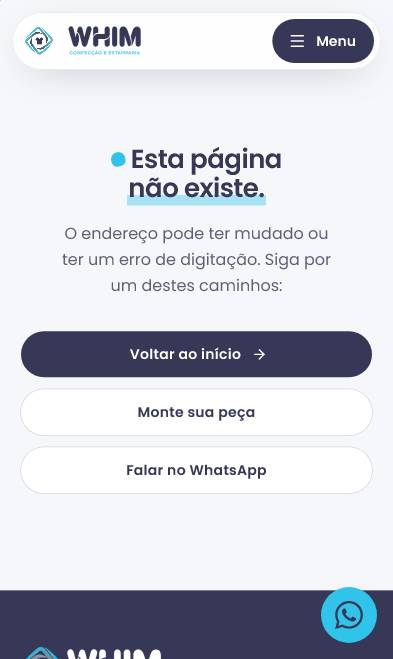 WHIM
CONFECÇÃO E ESTAMPARIA
Menu
Esta página
não existe.
O endereço pode ter mudado ou
ter um erro de digitação. Siga por
um destes caminhos:
Voltar ao início
Monte sua peça
Falar no WhatsApp
WHIM